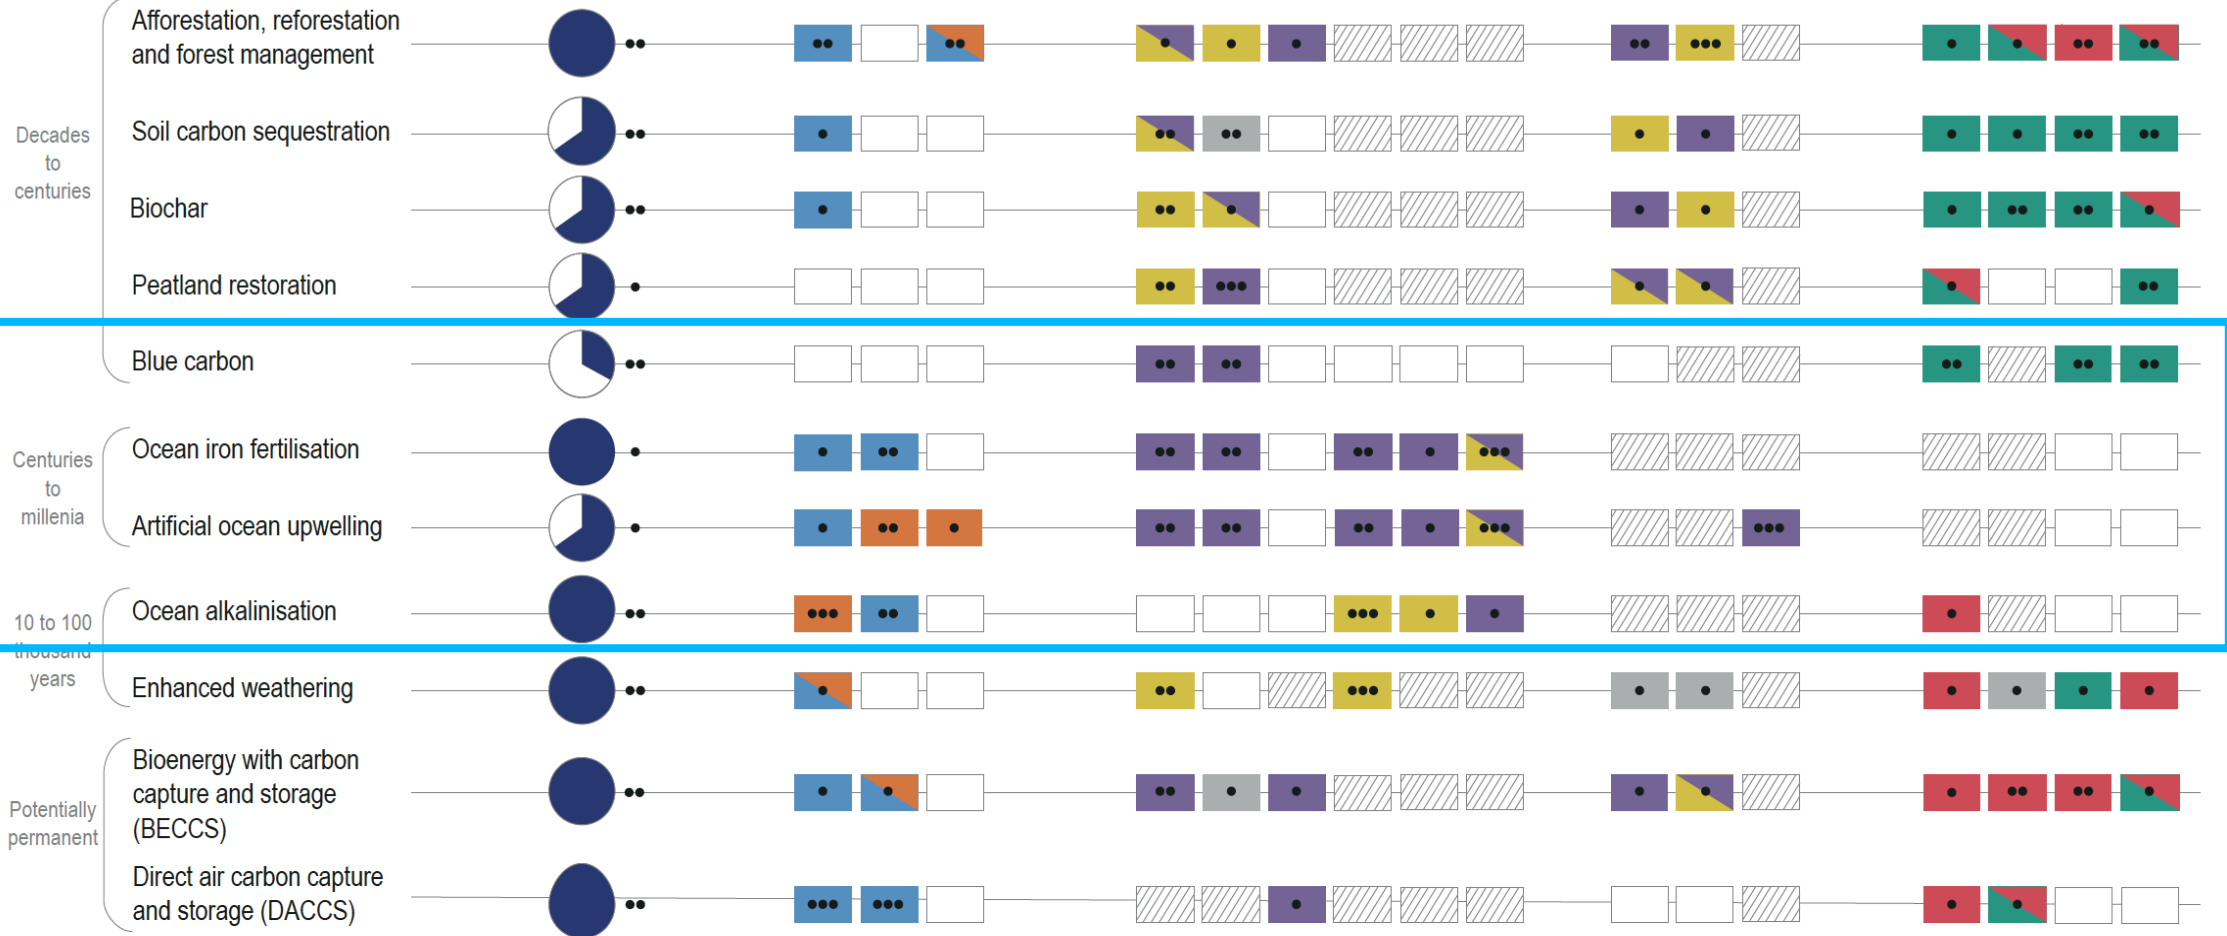 Afforestation, reforestation
and forest management
Decades
to
centuries
Soil carbon sequestration
Biochar
Peatland restoration
Blue carbon
Centuries
to
millenia
Ocean iron fertilisation
Artificial ocean upwelling
10 to 100
thousand
years
Ocean alkalinisation
Enhanced weathering
Potentially
permanent
Bioenergy with carbon
capture and storage
(BECCS)
Direct air carbon capture
and storage (DACCS)